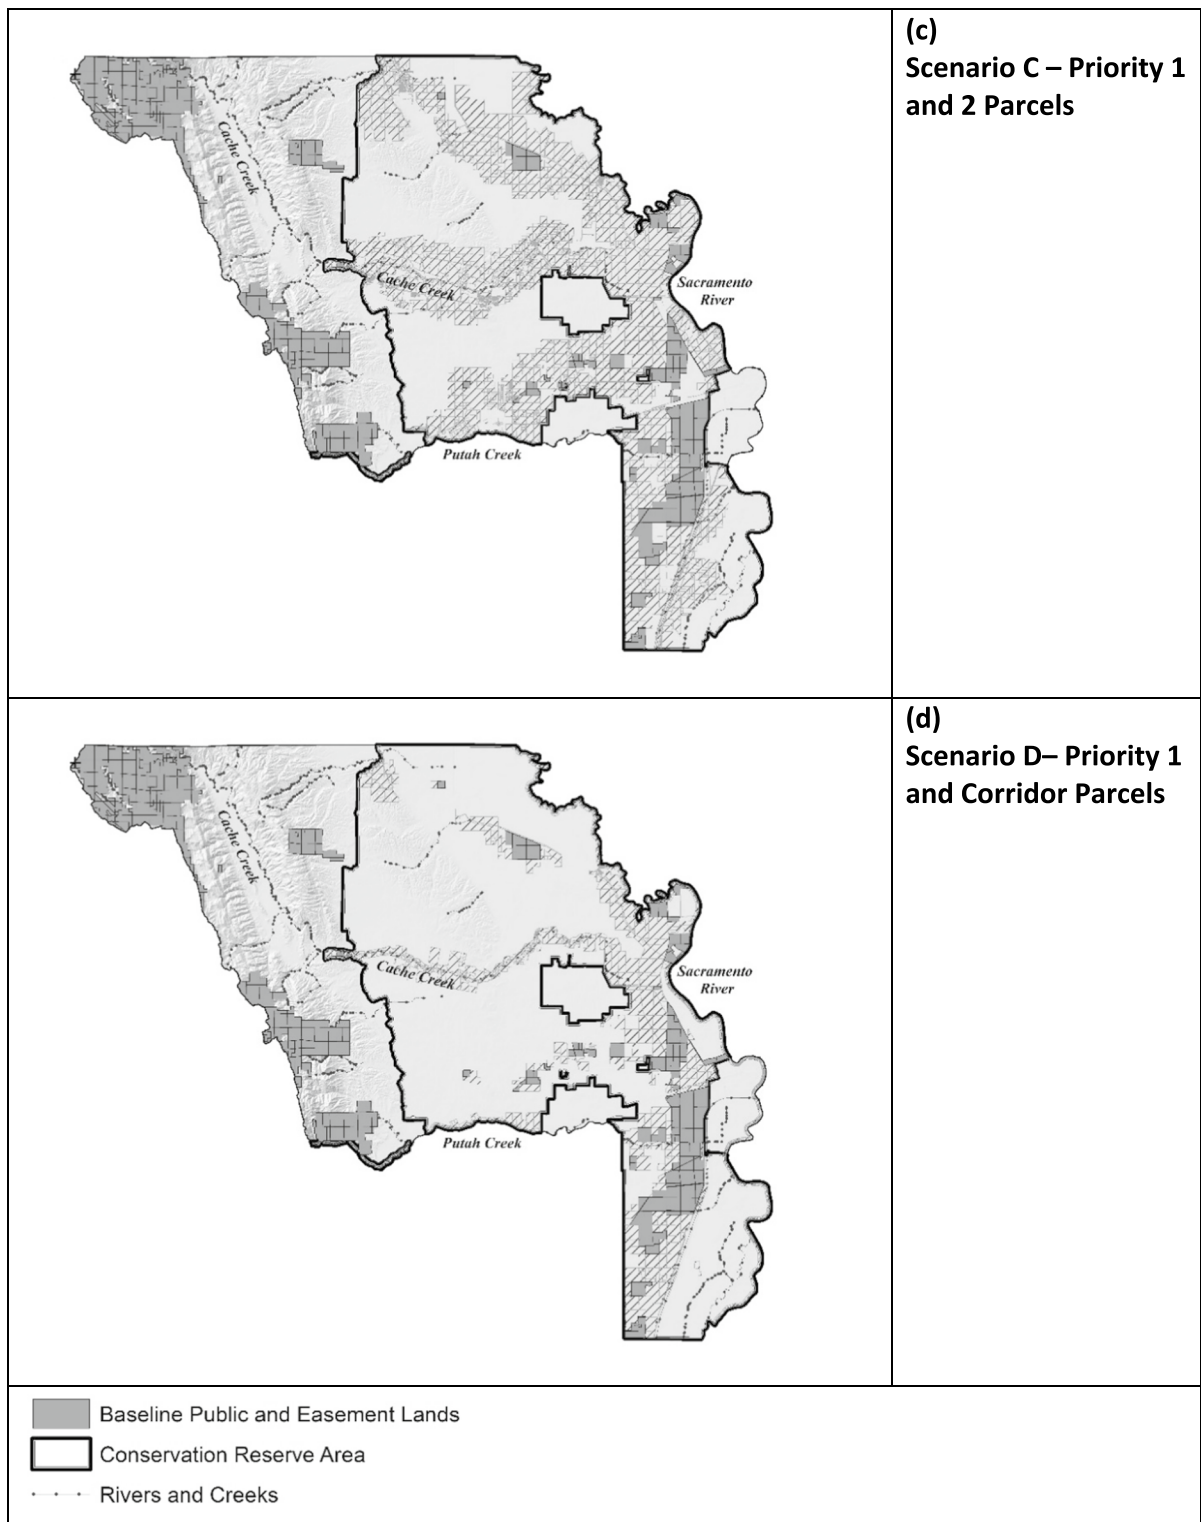 (c)
Scenario C – Priority 1
and 2 Parcels
Cache Creek
Cache Creek
Sacramento
River
Putah Creek
(d)
Scenario D– Priority 1
and Corridor Parcels
Cache Creek
Cache Creek
Sacramento
River
Putah Creek
Baseline Public and Easement Lands
Conservation Reserve Area
Rivers and Creeks